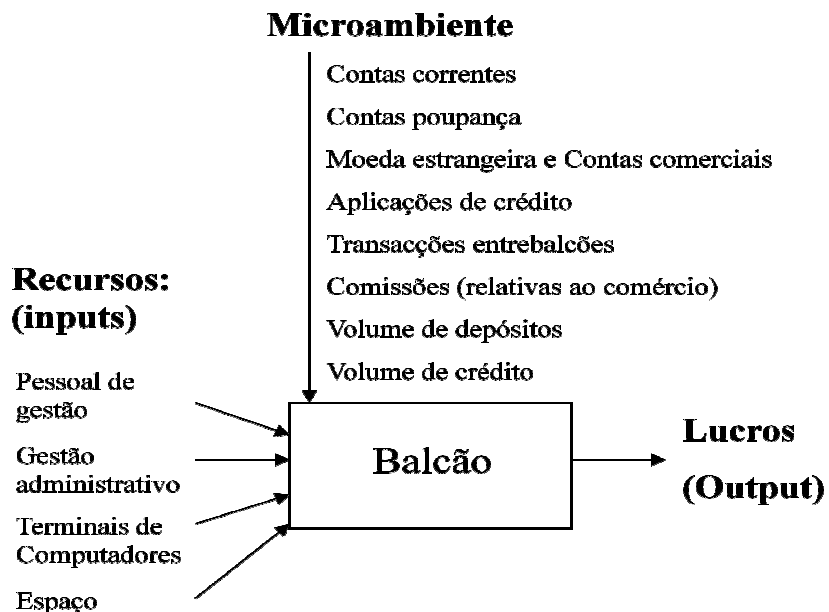 Microambiente
Contas correntes
Contas poupança
Moeda estrangeira e Contas comerciais
Aplicações de crédito
Transacções entrebalcões
Comissões (relativas ao comércio)
Volume de depósitos
Volume de crédito
Recursos:
(inputs)
Pessoal de
gestão
Gestão
administrativo
Terminais de
Computadores
Espaço
Balcão
Lucros
(Output)